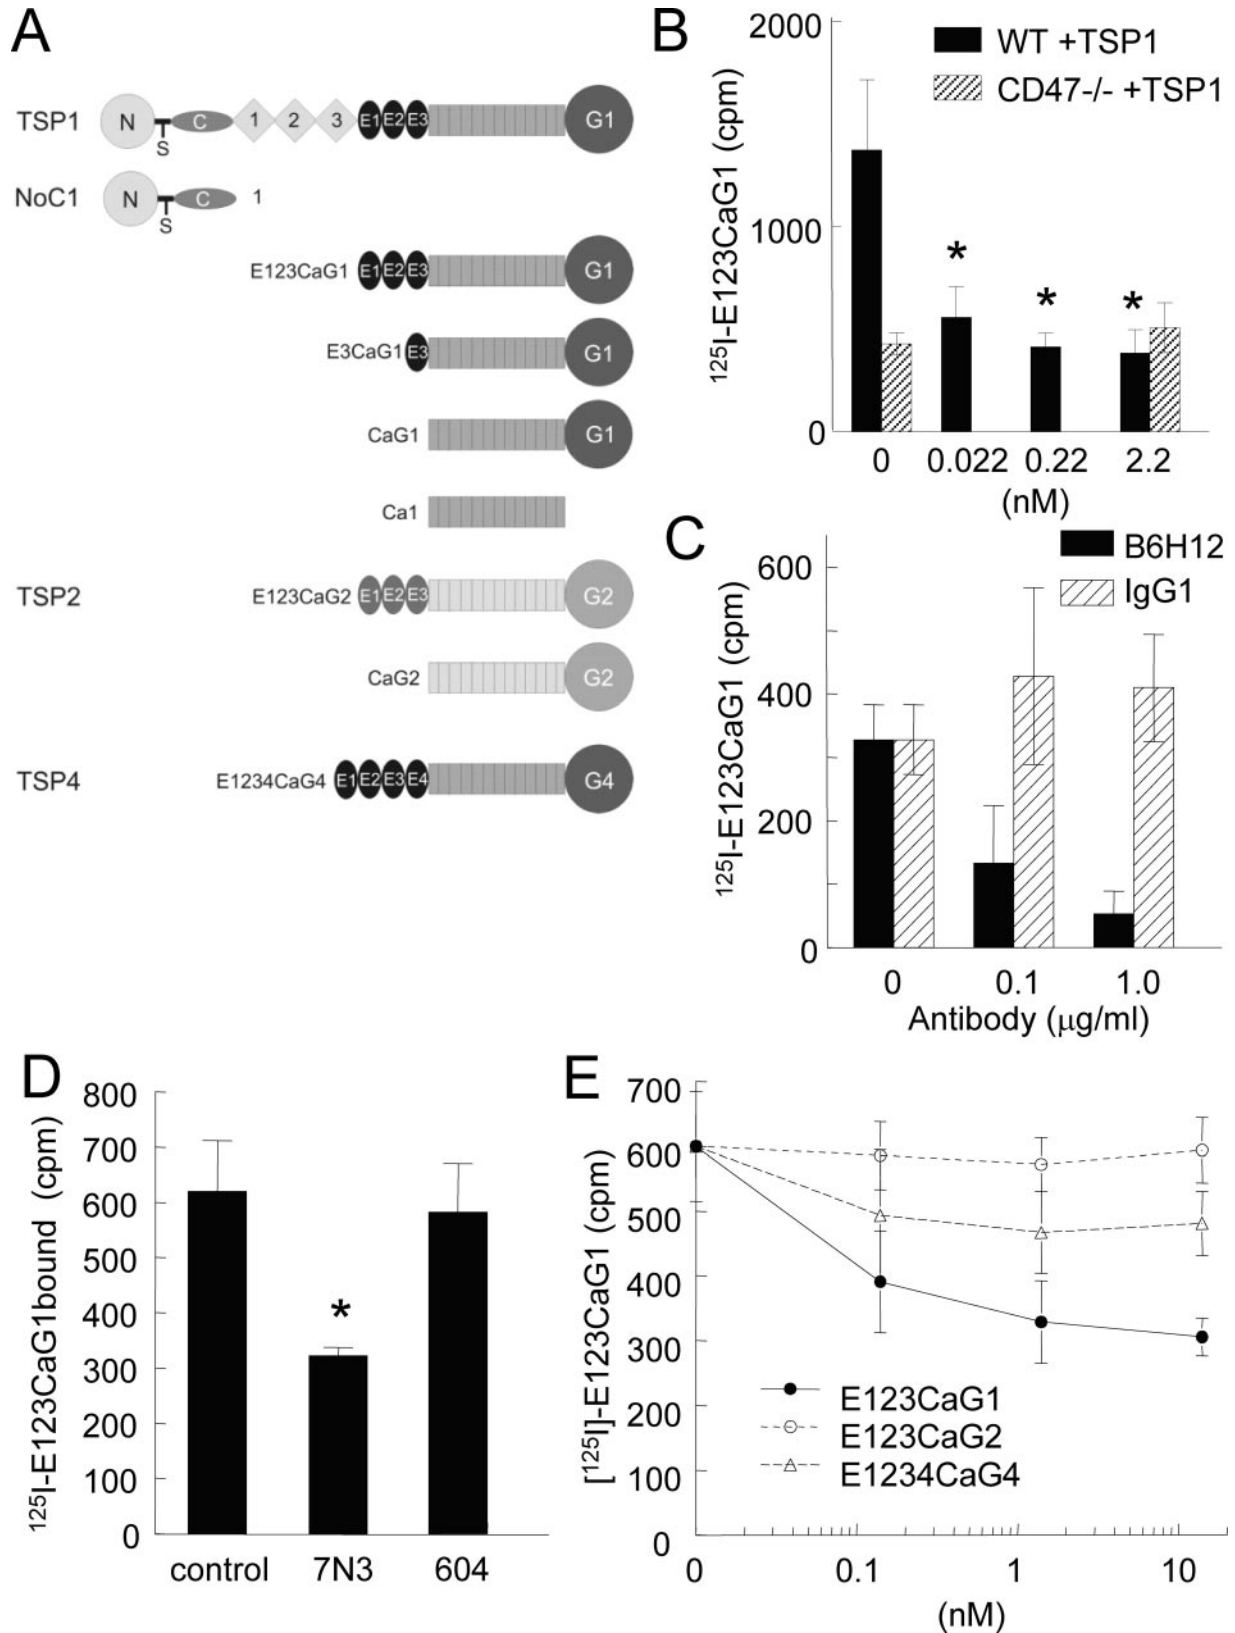 A
TSP1 N T S C 1 2 3 E1 E2 E3 G1
NoC1 N T S C 1
E123CaG1 E1 E2 E3 G1
E3CaG1 E3 G1
CaG1 G1
Ca1
TSP2 E123CaG2 E1 E2 E3 G2
CaG2 G2
TSP4 E1234CaG4 E1 E2 E3 E4 G4
B
WT +TSP1
CD47-/- +TSP1
¹²⁵I-E123CaG1 (cpm)
2000
1000
0
* * *
0 0.022 0.22 2.2
(nM)
C
B6H12
IgG1
¹²⁵I-E123CaG1 (cpm)
600
400
200
0
0 0.1 1.0
Antibody (μg/ml)
D
¹²⁵I-E123CaG1bound (cpm)
800
700
600
500
400
300
200
100
0
*
control 7N3 604
E
[¹²⁵I]-E123CaG1 (cpm)
700
600
500
400
300
200
100
0
E123CaG1
E123CaG2
E1234CaG4
0 0.1 1 10
(nM)